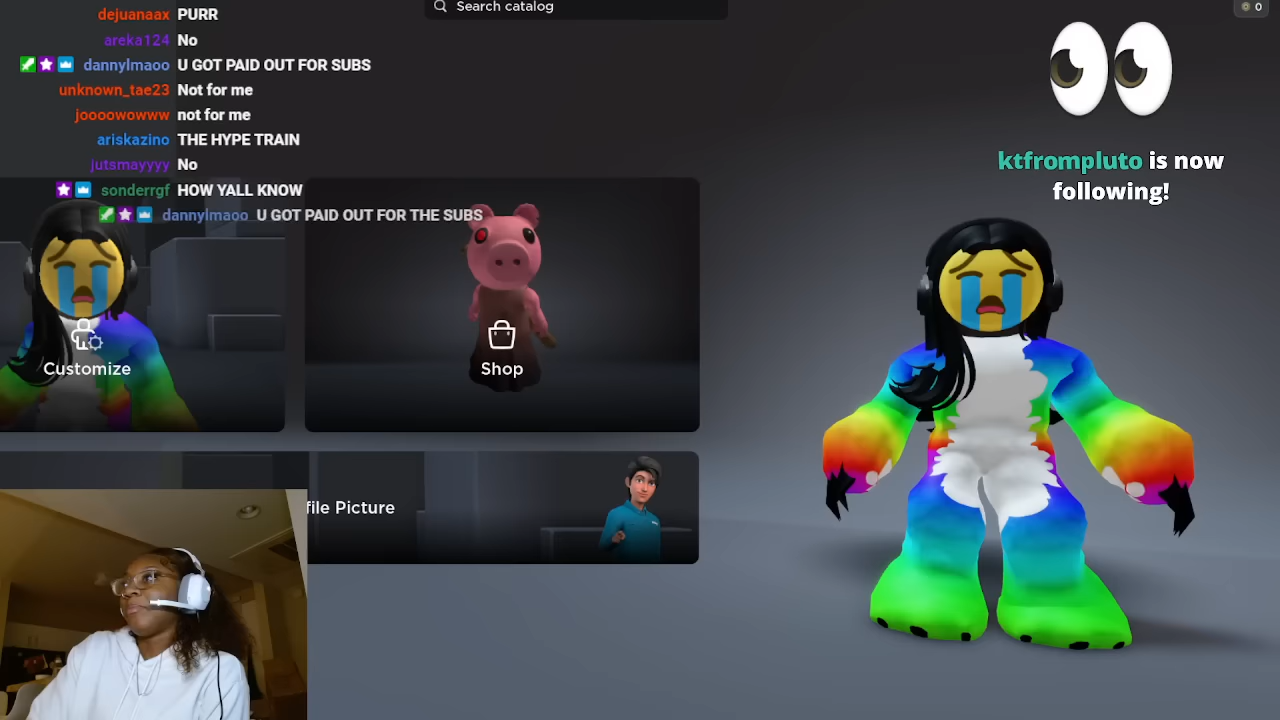 Search catalog
0
dejuanaax PURR
areka124 No
dannylmaoo U GOT PAID OUT FOR SUBS
unknown_tae23 Not for me
joooowowww not for me
ariskazino THE HYPE TRAIN
jutsmayyyy No
sonderrgf HOW YALL KNOW
dannylmaoo U GOT PAID OUT FOR THE SUBS
ktfrompluto is now
following!
Customize
Shop
file Picture